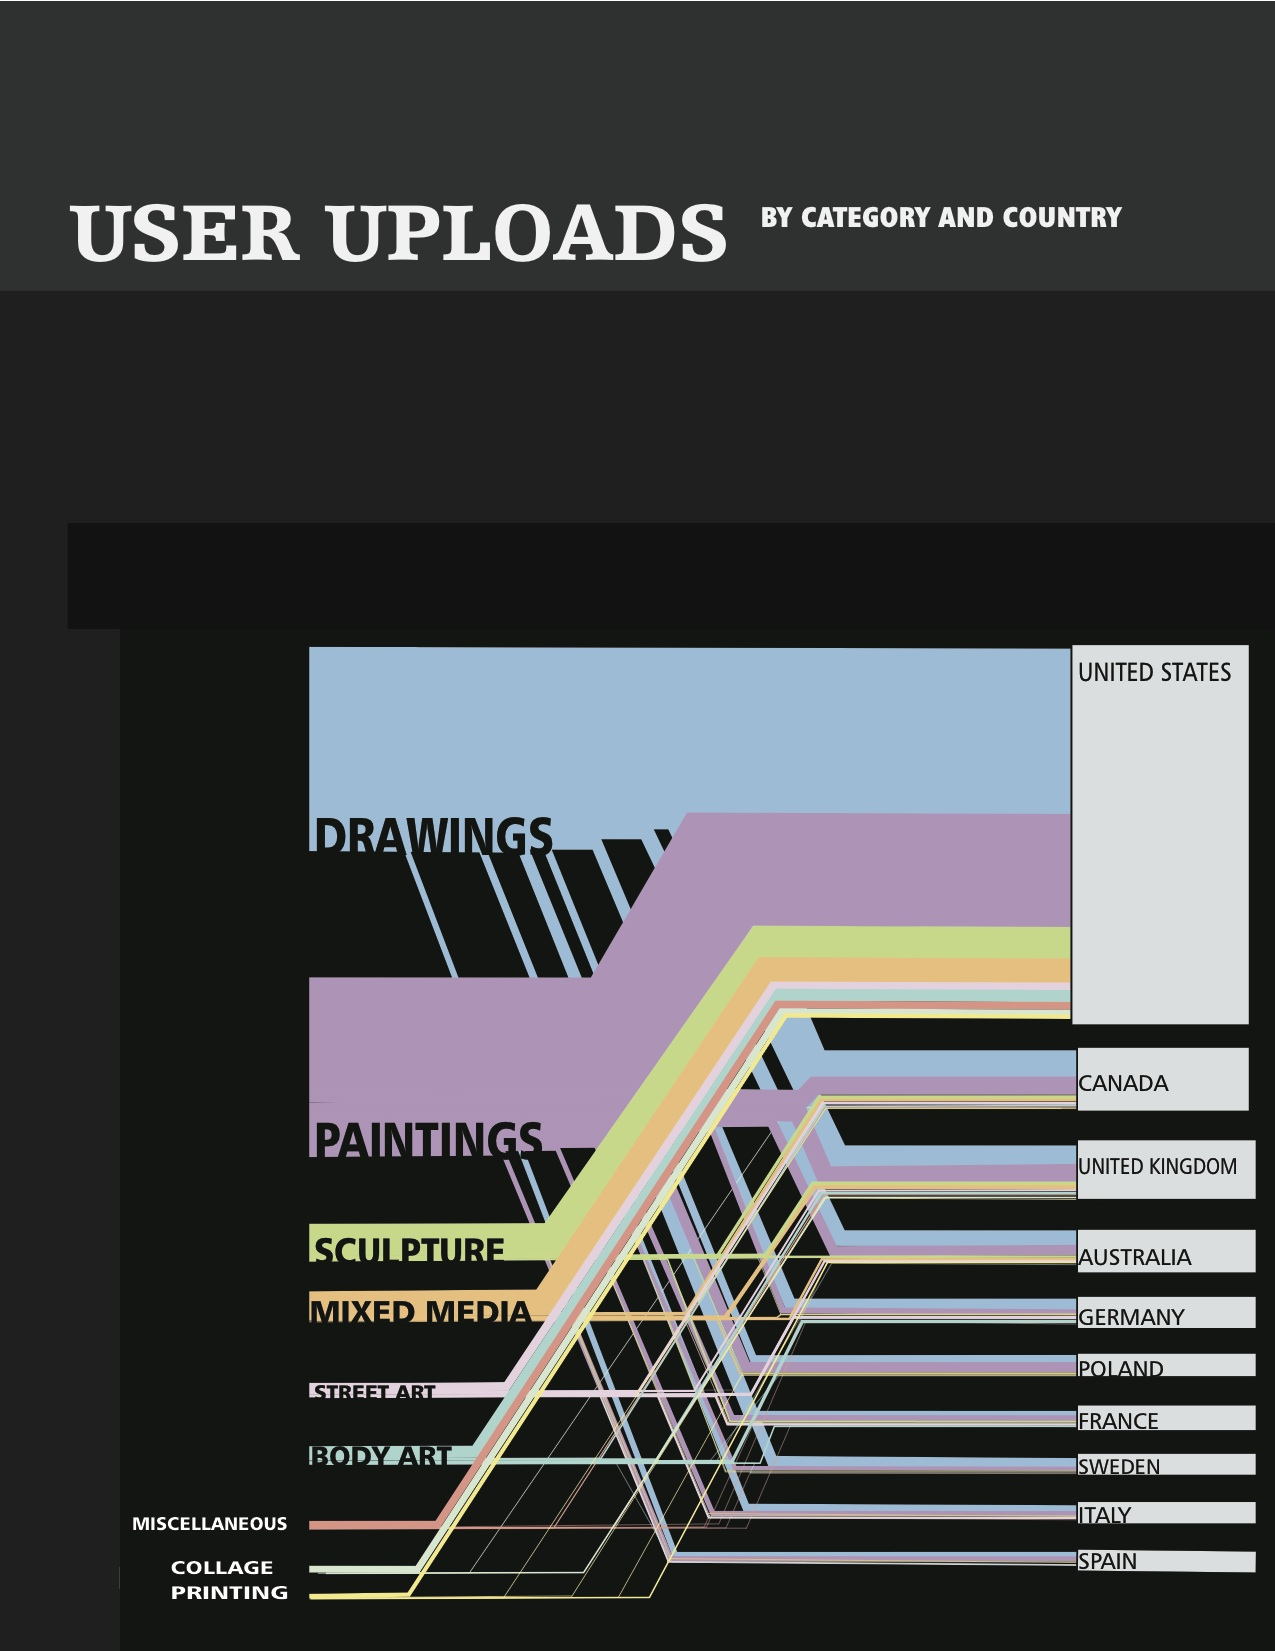 USER UPLOADS BY CATEGORY AND COUNTRY
UNITED STATES
DRAWINGS
CANADA
PAINTINGS
UNITED KINGDOM
SCULPTURE
AUSTRALIA
MIXED MEDIA
GERMANY
POLAND
STREET ART
FRANCE
BODY ART
SWEDEN
MISCELLANEOUS
ITALY
COLLAGE
SPAIN
PRINTING